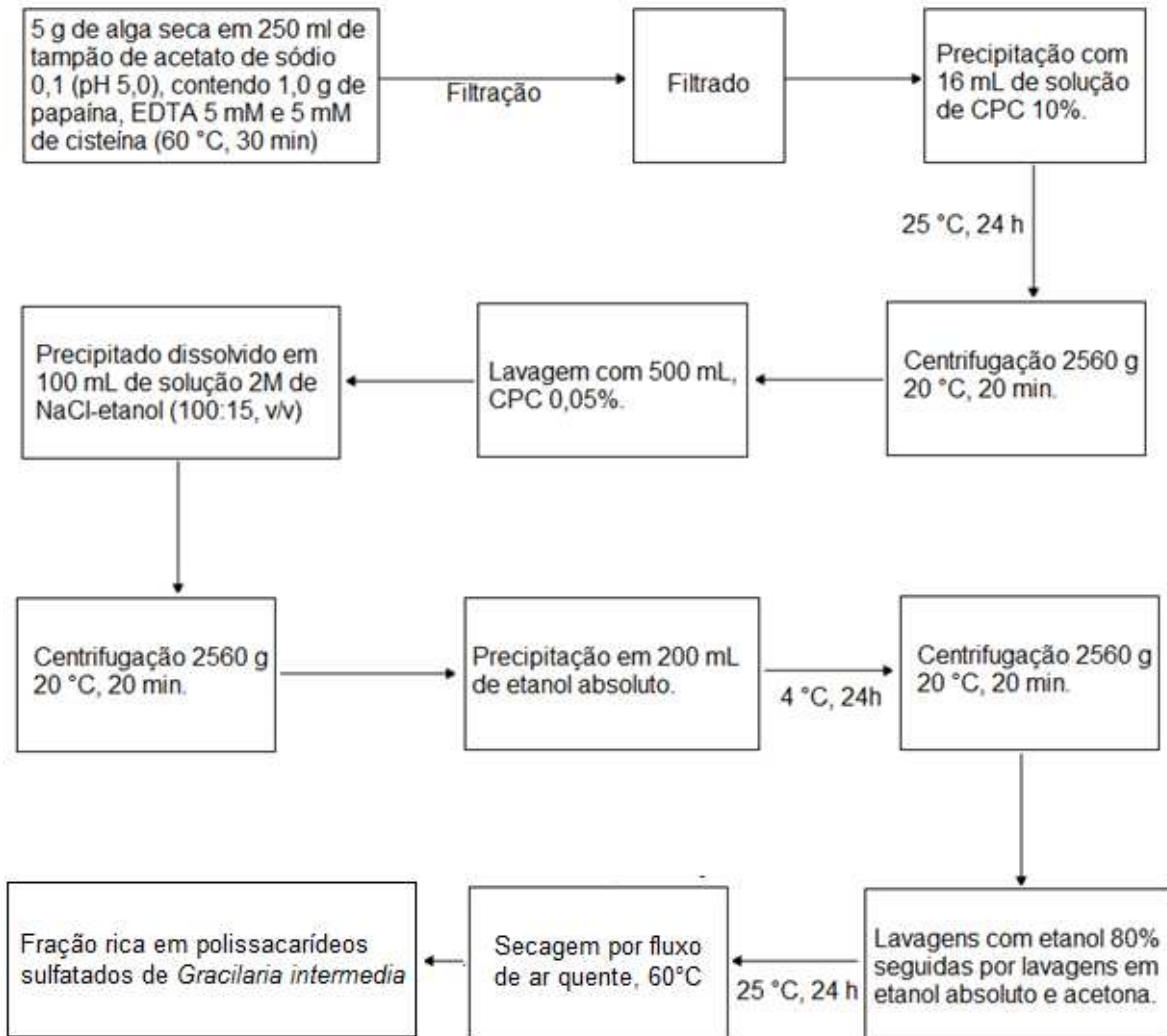 5 g de alga seca em 250 ml de
tampão de acetato de sódio
0,1 (pH 5,0), contendo 1,0 g de
papaína, EDTA 5 mM e 5 mM
de cisteína (60 °C, 30 min)
Filtração
Filtrado
Precipitação com
16 mL de solução
de CPC 10%.
25 °C, 24 h
Centrifugação 2560 g
20 °C, 20 min.
Lavagem com 500 mL,
CPC 0,05%.
Precipitado dissolvido em
100 mL de solução 2M de
NaCl-etanol (100:15, v/v)
Centrifugação 2560 g
20 °C, 20 min.
Precipitação em 200 mL
de etanol absoluto.
4 °C, 24h
Centrifugação 2560 g
20 °C, 20 min.
Lavagens com etanol 80%
seguidas por lavagens em
etanol absoluto e acetona.
25 °C, 24 h
Secagem por fluxo
de ar quente, 60°C
Fração rica em polissacarídeos
sulfatados de Gracilaria intermedia